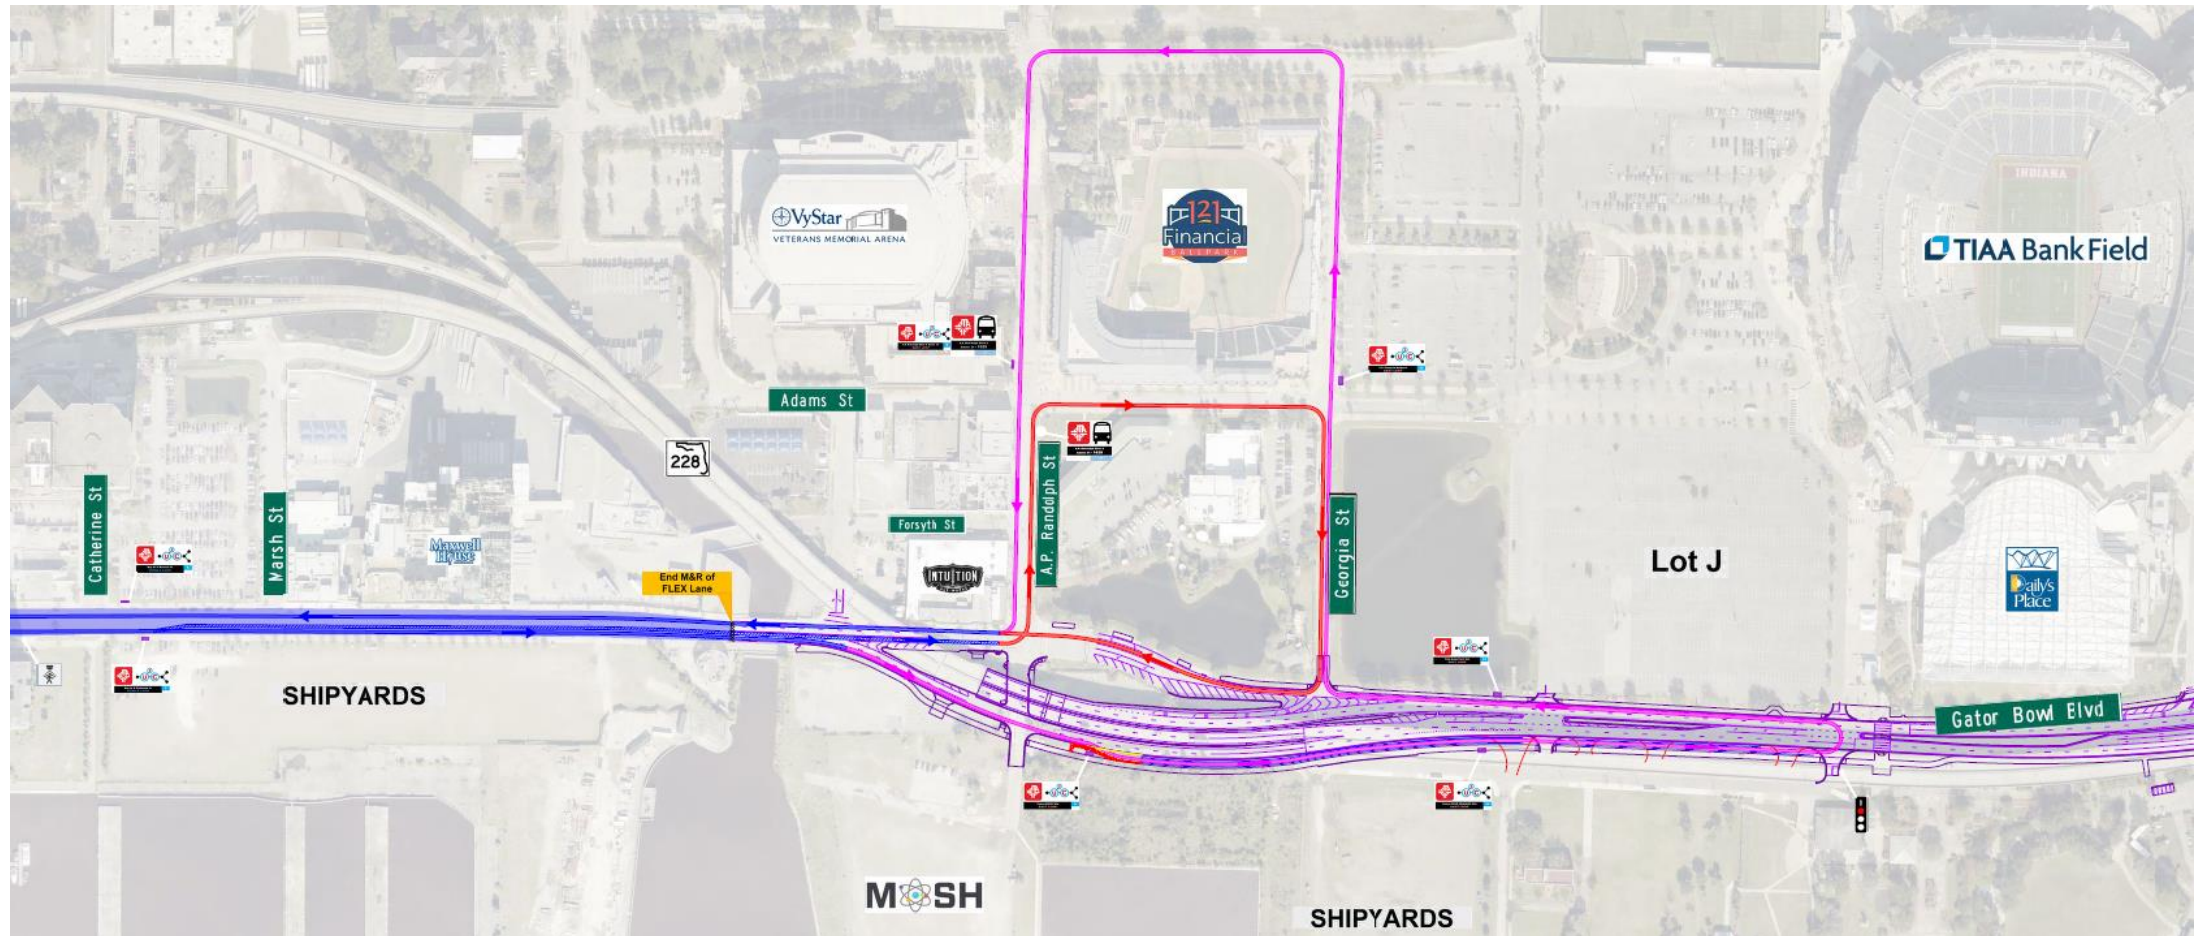 INDIANA
VyStar
VETERANS MEMORIAL ARENA
121
Financial
BALLPARK
TIAA Bank Field
Adams St
228
A.P. Randolph St
Catherine St
Marsh St
Georgia St
Forsyth St
Maxwell
House
INTUITION
End M&R of
FLEX Lane
Lot J
Daily's
Place
SHIPYARDS
Gator Bowl Blvd
MOSH
SHIPYARDS